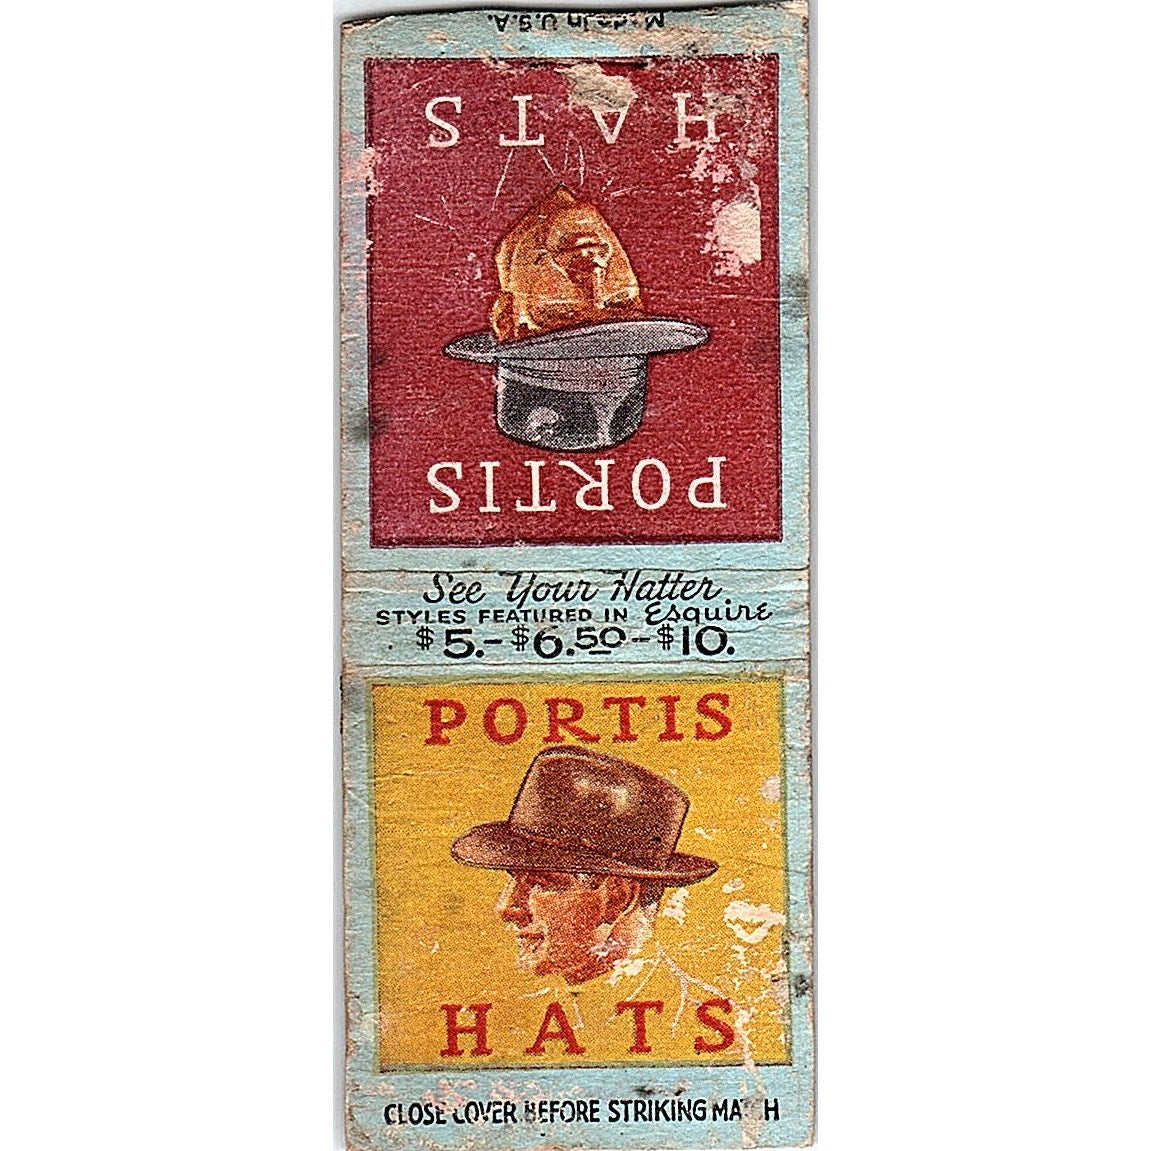 Made In U.S.A.
HATS
PORTIS
See Your Hatter
STYLES FEATURED IN Esquire
$5.-$6.50-$10.
PORTIS
HATS
CLOSE COVER BEFORE STRIKING MATCH